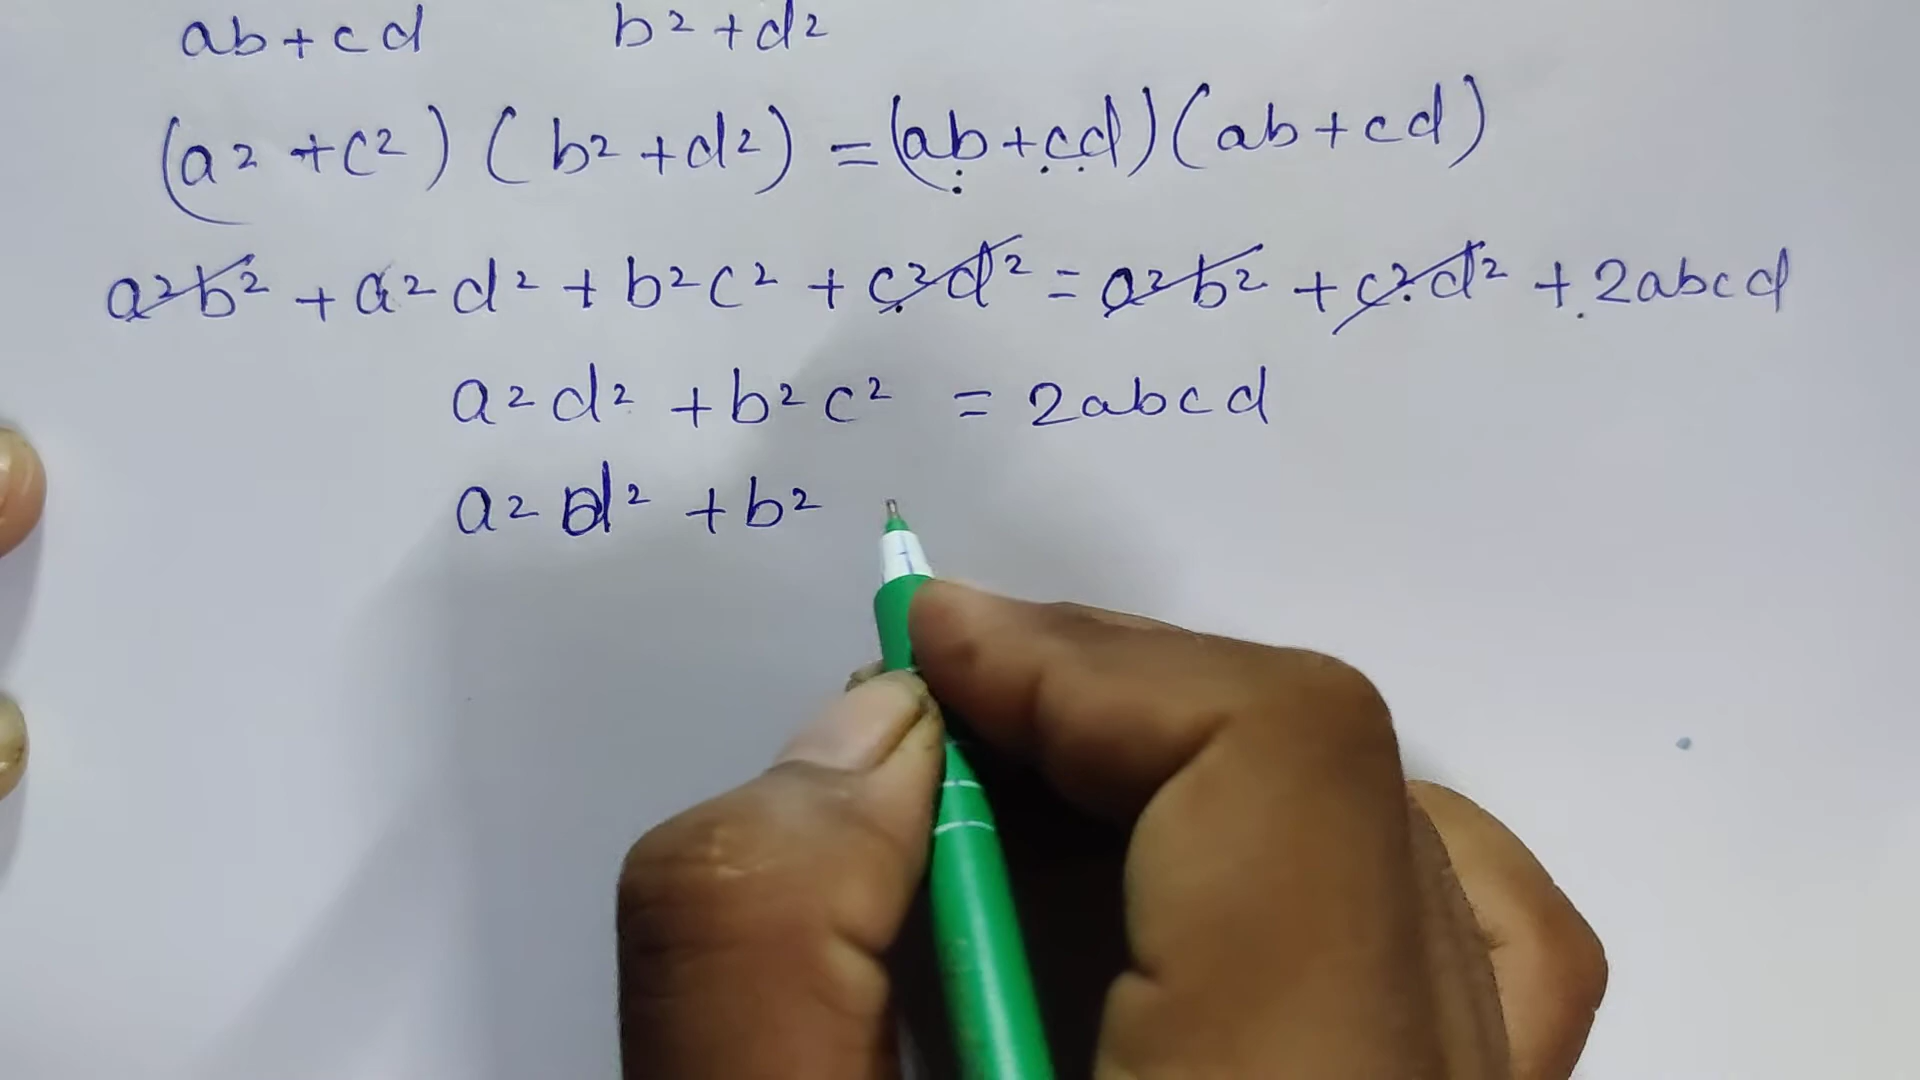 ab+cd b²+d²
(a²+c²)(b²+d²)=(ab+cd)(ab+cd)
a²b²+a²d²+b²c²+c²d²=a²b²+c²d²+2abcd
a²d²+b²c²=2abcd
a²d²+b²